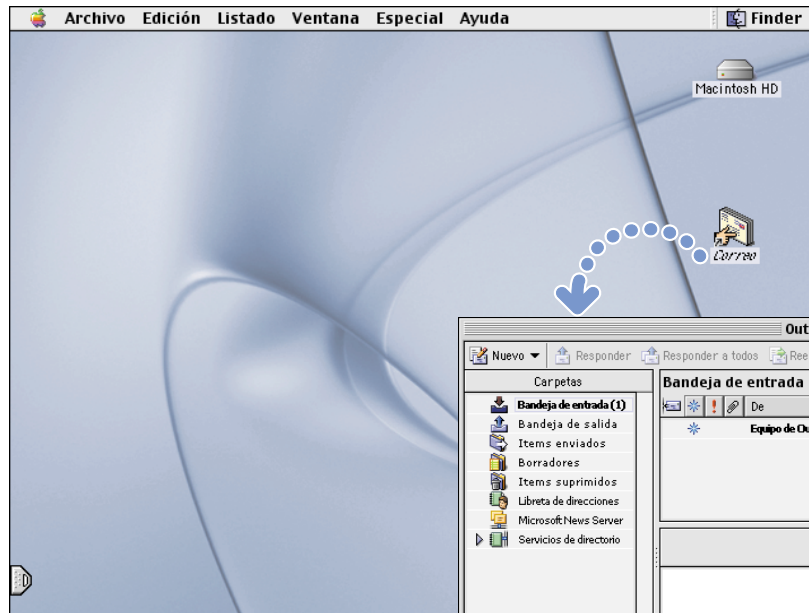 Archivo Edición Listado Ventana Especial Ayuda Finder
Macintosh HD
Correo
Nuevo Responder Responder a todos
Carpetas
Bandeja de entrada (1)
Bandeja de salida
Items enviados
Borradores
Items suprimidos
Libreta de direcciones
Microsoft News Server
Servicios de directorio
Bandeja de entrada
De
Equipo de